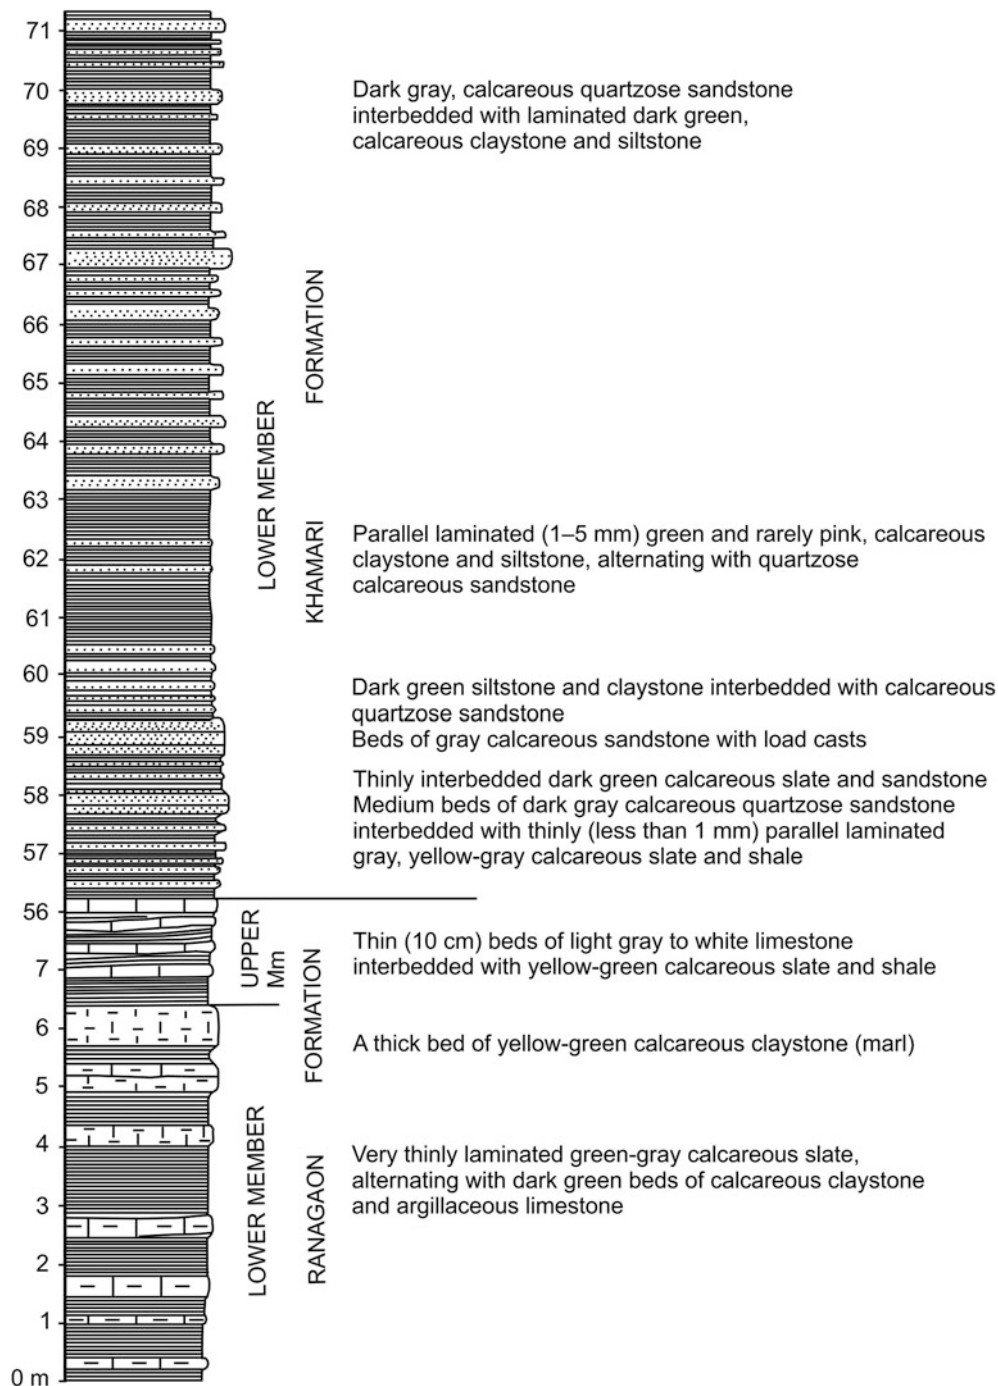 71
70
69
68
67
66
65
64
63
62
61
60
59
58
57
56
7
6
5
4
3
2
1
0 m
LOWER MEMBER
KHAMARI FORMATION
UPPER
Mm
LOWER MEMBER
RANAGAON FORMATION
Dark gray, calcareous quartzose sandstone
interbedded with laminated dark green,
calcareous claystone and siltstone
Parallel laminated (1–5 mm) green and rarely pink, calcareous
claystone and siltstone, alternating with quartzose
calcareous sandstone
Dark green siltstone and claystone interbedded with calcareous
quartzose sandstone
Beds of gray calcareous sandstone with load casts
Thinly interbedded dark green calcareous slate and sandstone
Medium beds of dark gray calcareous quartzose sandstone
interbedded with thinly (less than 1 mm) parallel laminated
gray, yellow-gray calcareous slate and shale
Thin (10 cm) beds of light gray to white limestone
interbedded with yellow-green calcareous slate and shale
A thick bed of yellow-green calcareous claystone (marl)
Very thinly laminated green-gray calcareous slate,
alternating with dark green beds of calcareous claystone
and argillaceous limestone